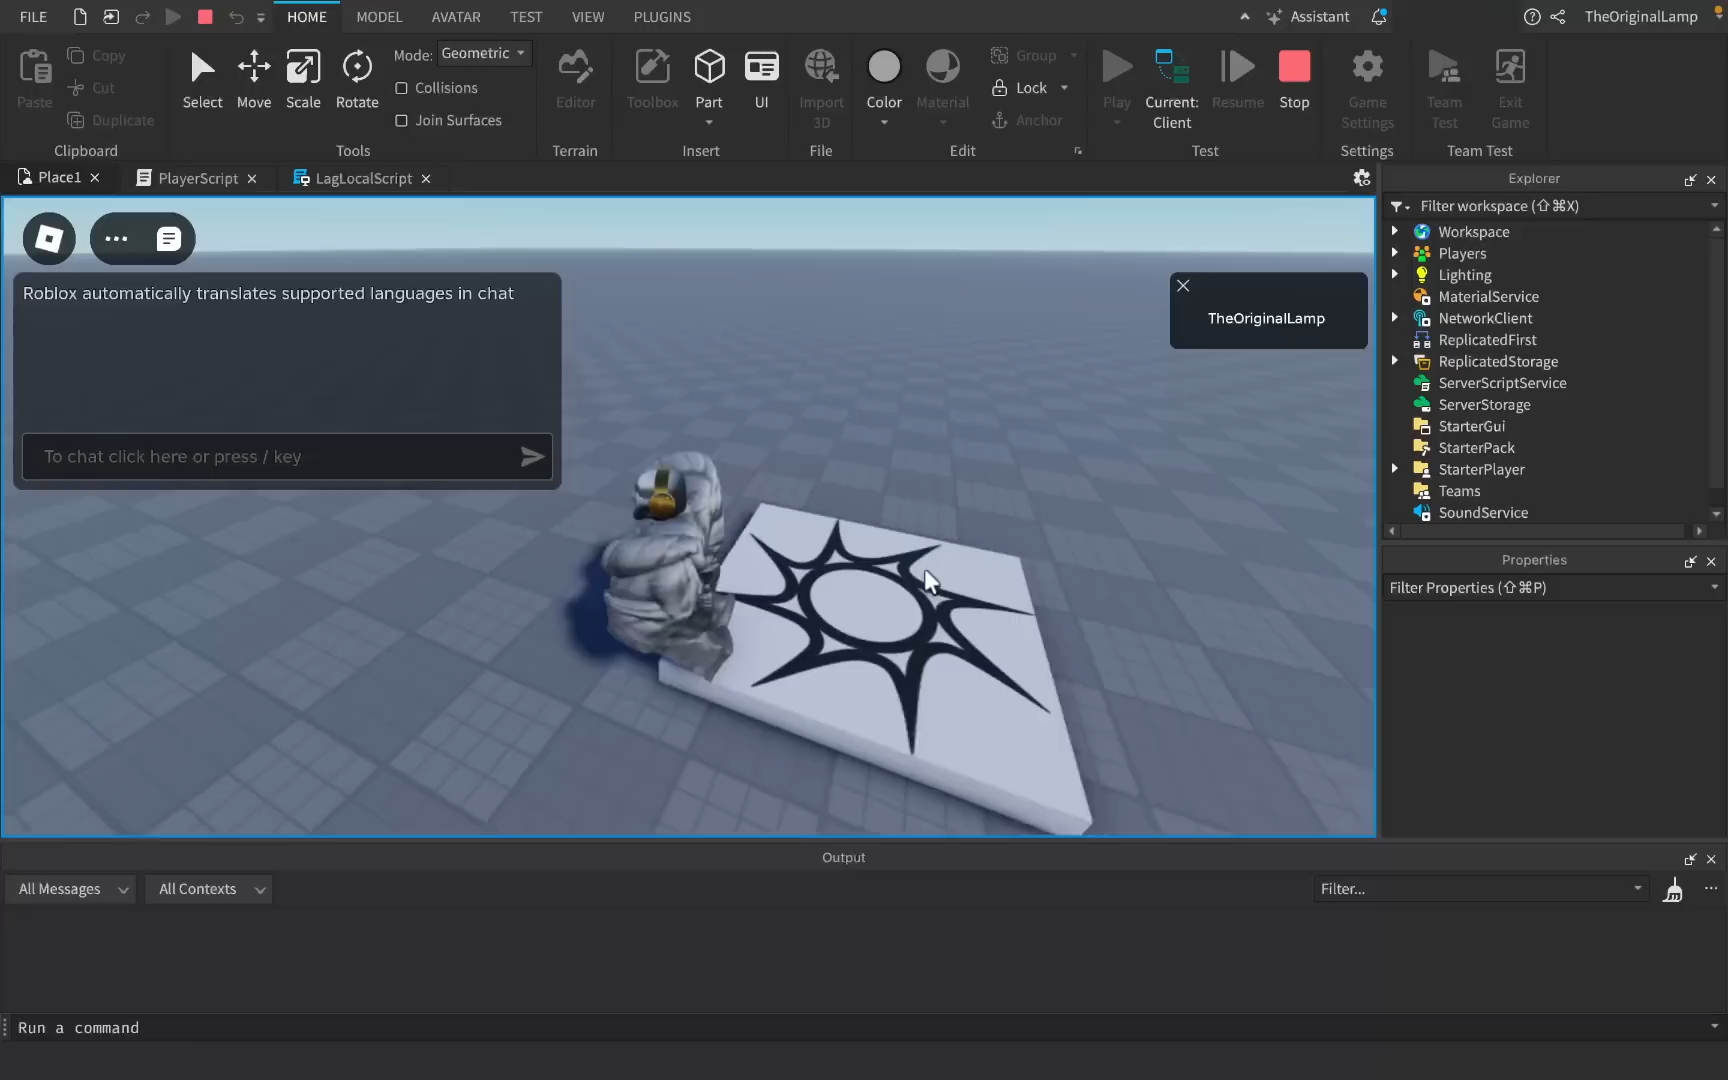 FILE
HOME
MODEL
AVATAR
TEST
VIEW
PLUGINS
Assistant
TheOriginalLamp
Paste
Copy
Cut
Duplicate
Clipboard
Select
Move
Scale
Rotate
Mode: Geometric
Collisions
Join Surfaces
Tools
Editor
Terrain
Toolbox
Part
UI
Insert
Import
3D
File
Color
Material
Group
Lock
Anchor
Edit
Play
Current:
Client
Resume
Stop
Test
Game
Settings
Settings
Team
Test
Exit
Game
Team Test
Place1
PlayerScript
LagLocalScript
Roblox automatically translates supported languages in chat
To chat click here or press / key
TheOriginalLamp
Explorer
Filter workspace (⇧⌘X)
Workspace
Players
Lighting
MaterialService
NetworkClient
ReplicatedFirst
ReplicatedStorage
ServerScriptService
ServerStorage
StarterGui
StarterPack
StarterPlayer
Teams
SoundService
Properties
Filter Properties (⇧⌘P)
Output
All Messages
All Contexts
Filter...
Run a command